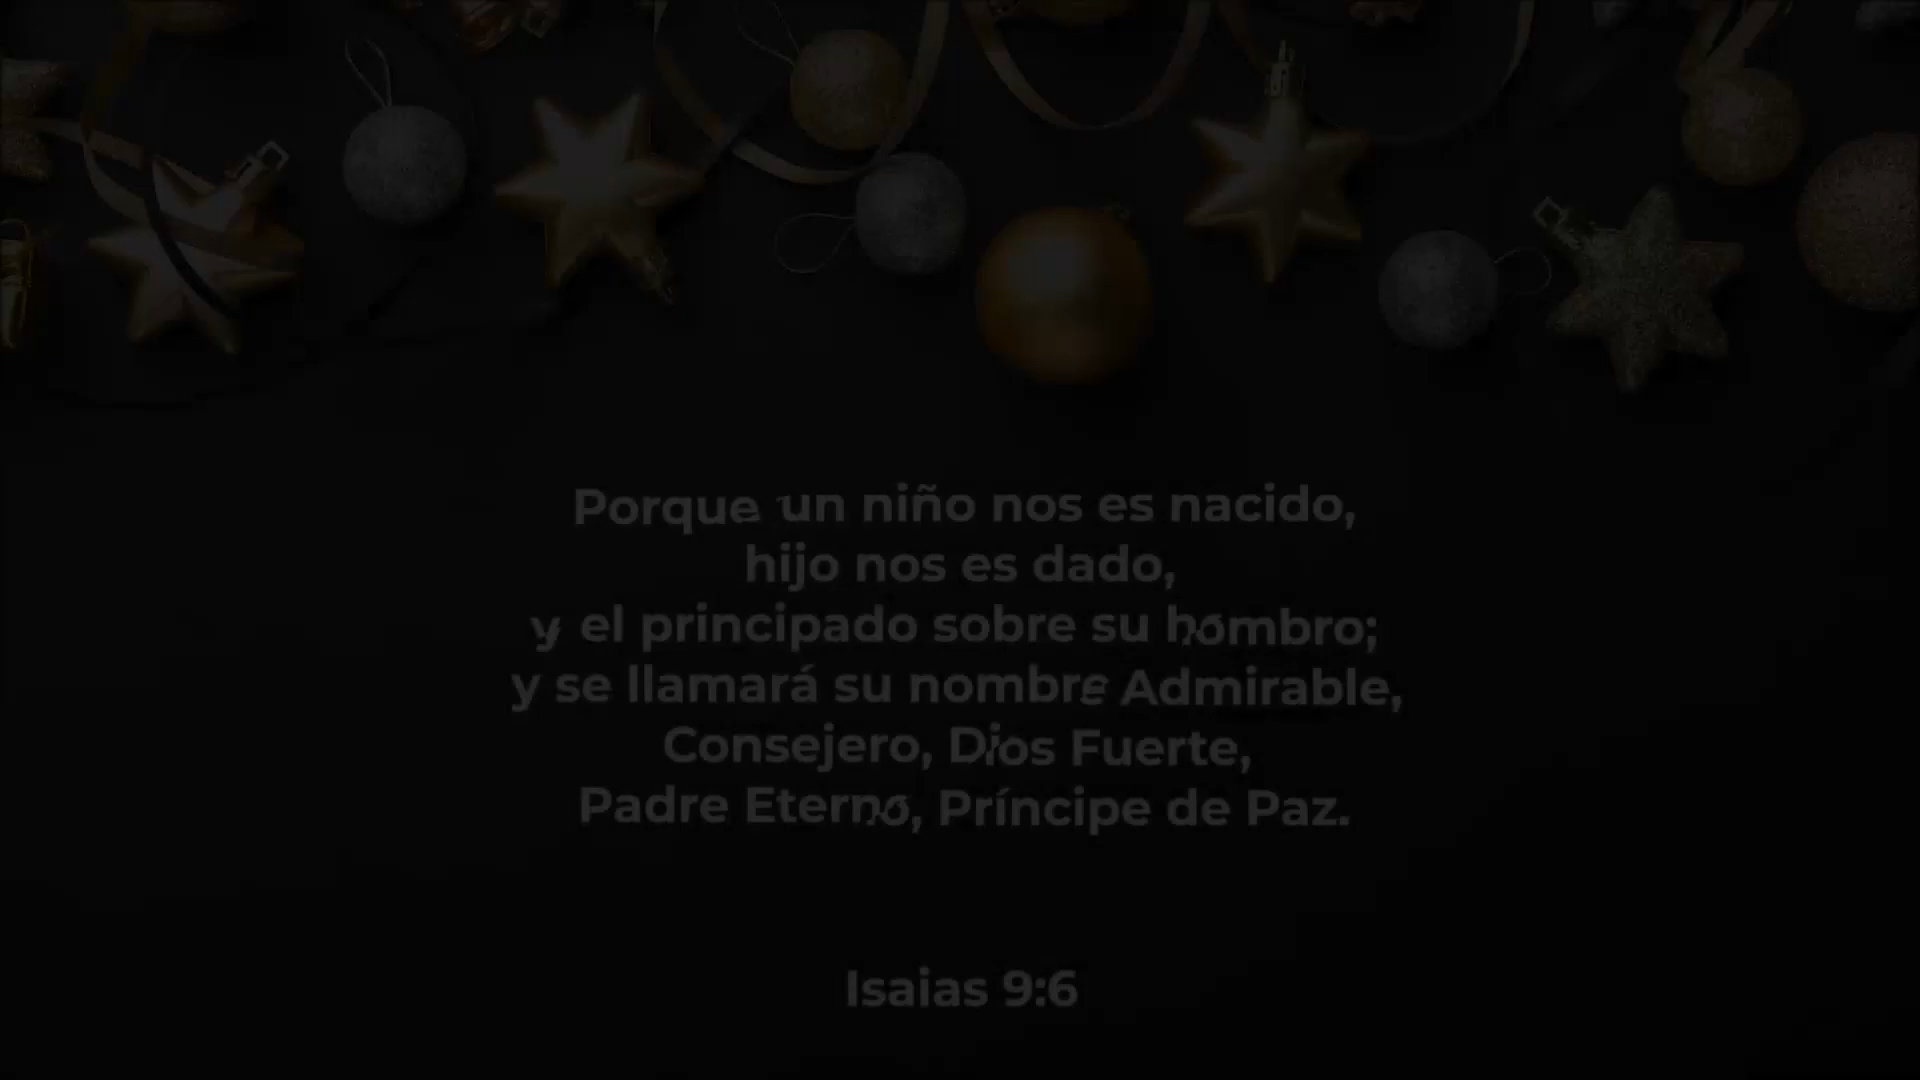 Porque un niño nos es nacido,
hijo nos es dado,
y el principado sobre su hombro;
y se llamará su nombre Admirable,
Consejero, Dios Fuerte,
Padre Eterno, Príncipe de Paz.
Isaias 9:6